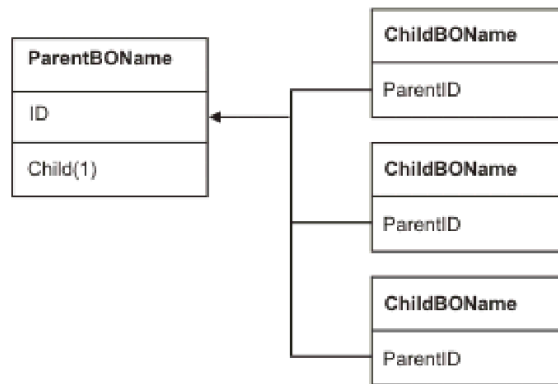 ParentBOName
ID
Child(1)
ChildBOName
ParentID
ChildBOName
ParentID
ChildBOName
ParentID